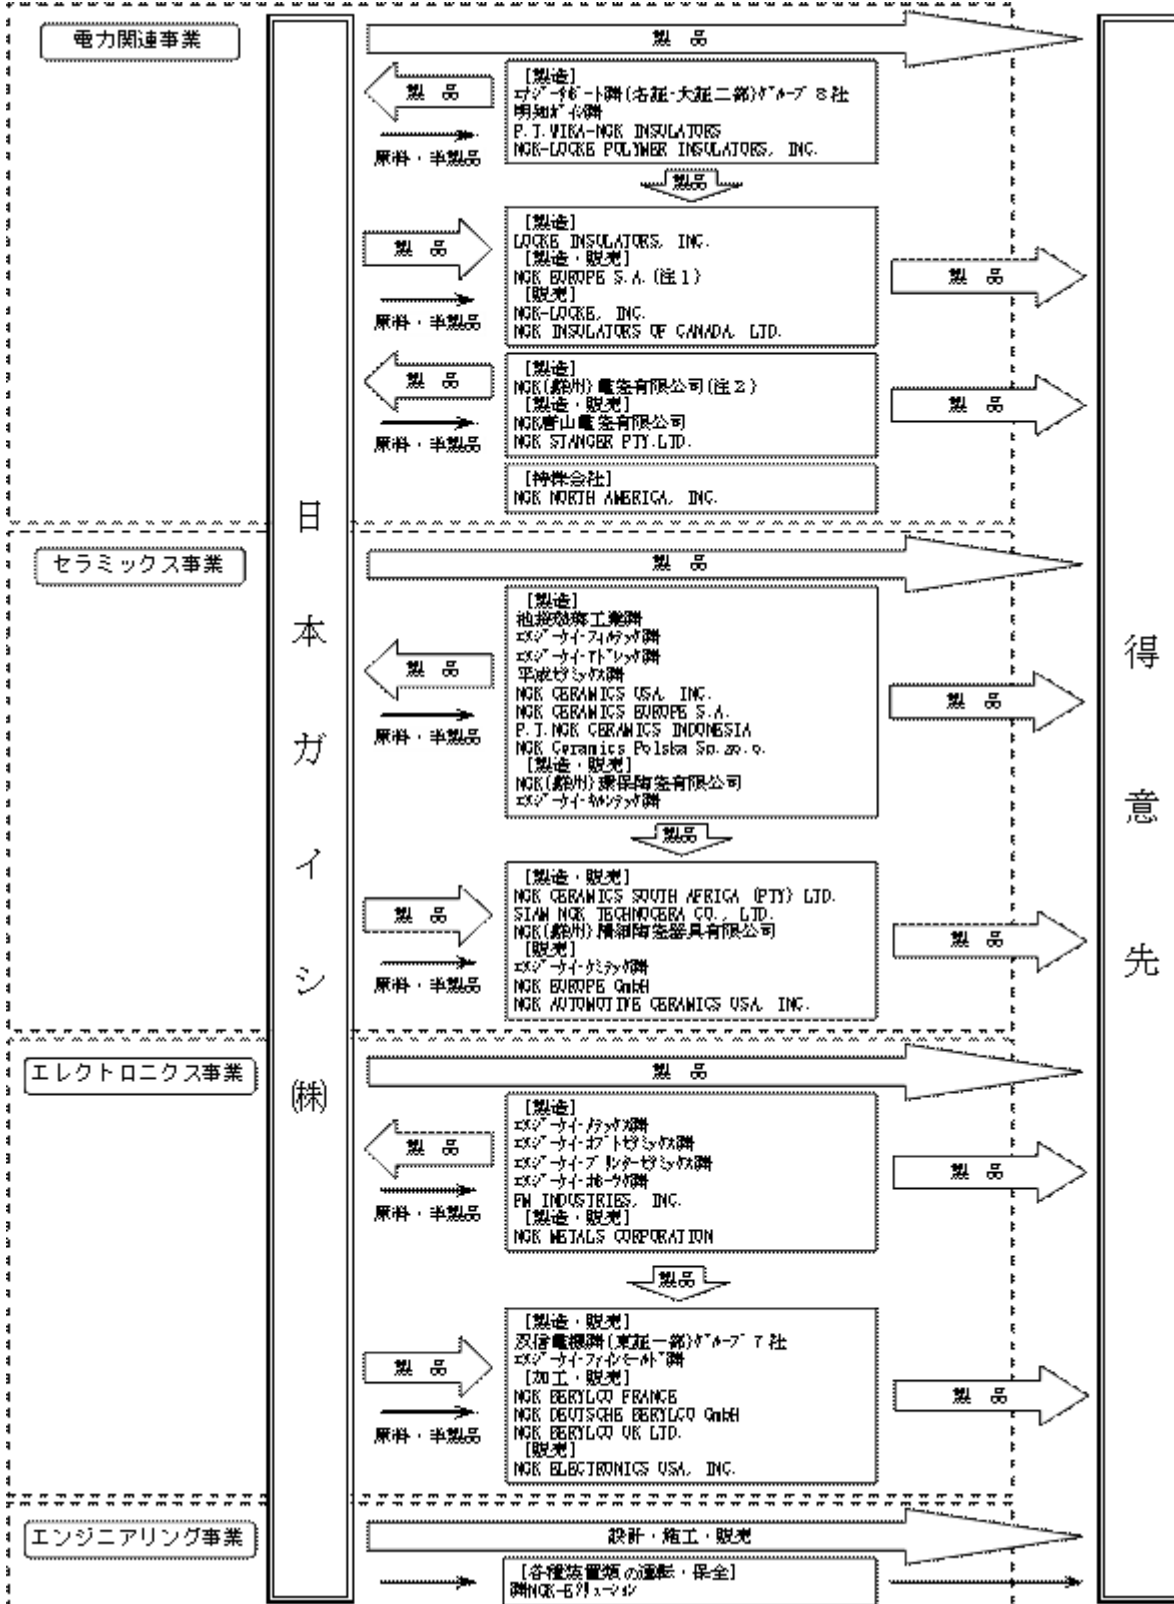 電力関連事業
製 品
[製造]
エナジーサポート㈱(名証・大証二部)グループ 8 社
明知ガイシ㈱
P.T.WIKA-NGK INSULATORS
NGK-LOCKE POLYMER INSULATORS, INC.
製 品
原料・半製品
製品
[製造]
LOCKE INSULATORS, INC.
[製造・販売]
NGK EUROPE S.A.(注1)
[販売]
NGK-LOCKE, INC.
NGK INSULATORS OF CANADA, LTD.
製 品
原料・半製品
製 品
[製造]
NGK(蘇州)電瓷有限公司(注2)
[製造・販売]
NGK唐山電瓷有限公司
NGK STANGER PTY.LTD.
製 品
原料・半製品
製 品
[持株会社]
NGK NORTH AMERICA, INC.
日本ガイシ㈱
得意先
セラミックス事業
製 品
[製造]
池袋琺瑯工業㈱
エヌジーケイ・フィルテック㈱
エヌジーケイ・アドレック㈱
平成セラミックス㈱
NGK CERAMICS USA, INC.
NGK CERAMICS EUROPE S.A.
P.T.NGK CERAMICS INDONESIA
NGK Ceramics Polska Sp.zo.o.
[製造・販売]
NGK(蘇州)環保陶瓷有限公司
エヌジーケイ・キルンテック㈱
製 品
原料・半製品
製 品
製品
[製造・販売]
NGK CERAMICS SOUTH AFRICA (PTY) LTD.
SIAM NGK TECHNOCERA CO., LTD.
NGK(蘇州)精細陶瓷器具有限公司
[販売]
エヌジーケイ・ケミテック㈱
NGK EUROPE GmbH
NGK AUTOMOTIVE CERAMICS USA, INC.
製 品
原料・半製品
製 品
エレクトロニクス事業
製 品
[製造]
エヌジーケイ・メテックス㈱
エヌジーケイ・オプトセラミックス㈱
エヌジーケイ・プリンターセラミックス㈱
エヌジーケイ・オホーツク㈱
FM INDUSTRIES, INC.
[製造・販売]
NGK METALS CORPORATION
製 品
原料・半製品
製 品
製品
[製造・販売]
双信電機㈱(東証一部)グループ 7 社
エヌジーケイ・ファインモールド㈱
[加工・販売]
NGK BERYLCO FRANCE
NGK DEUTSCHE BERYLCO GmbH
NGK BERYLCO UK LTD.
[販売]
NGK ELECTRONICS USA, INC.
製 品
原料・半製品
製 品
エンジニアリング事業
設計・施工・販売
[各種装置類の運転・保全]
㈱NGK-Eソリューション